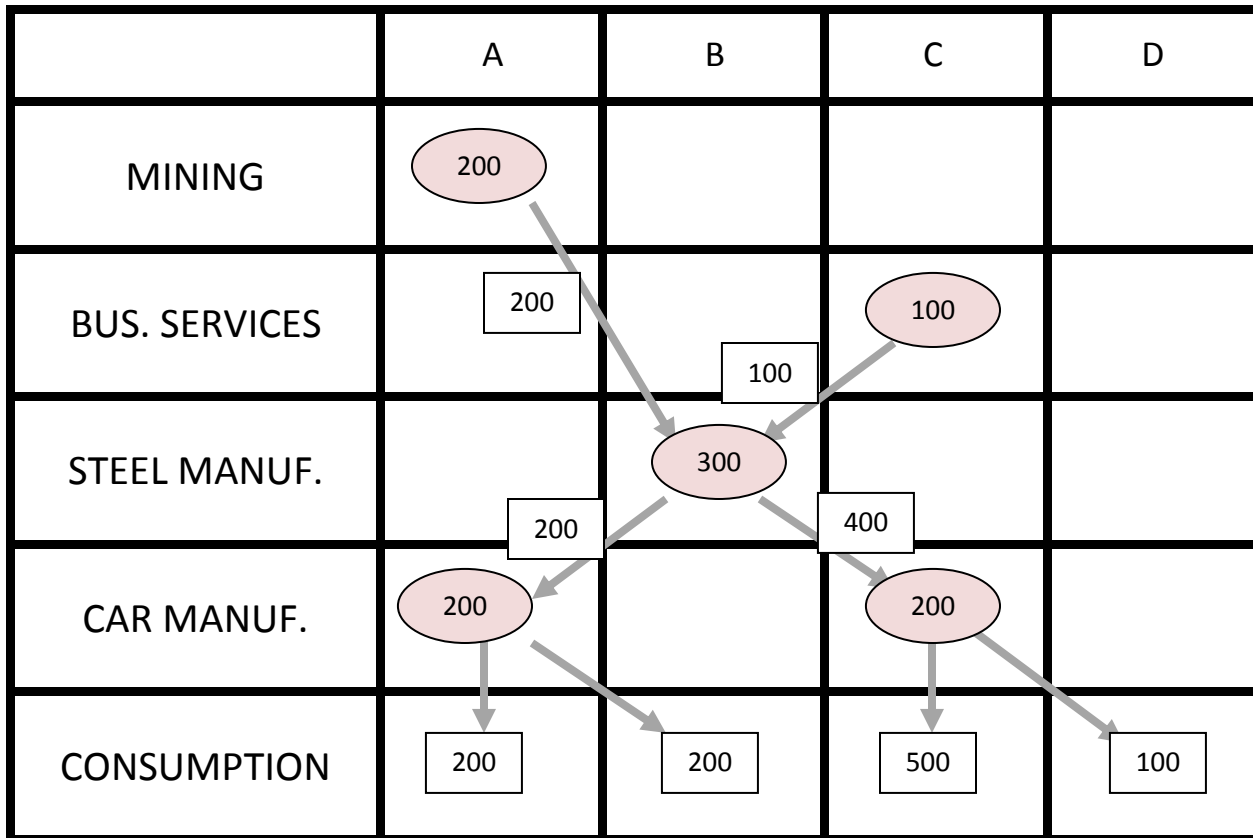 A B C D
MINING 200
BUS. SERVICES 200 100
100
STEEL MANUF. 300
200 400
CAR MANUF. 200 200
CONSUMPTION 200 200 500 100